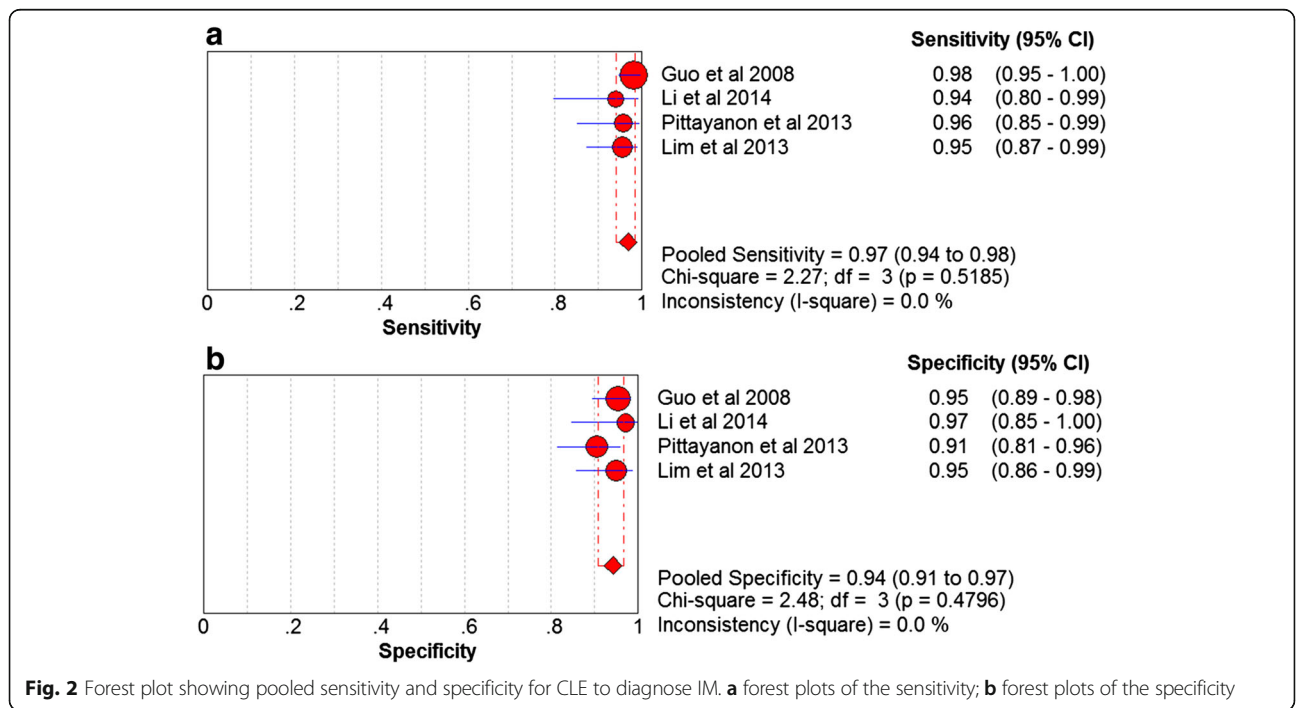 a
Sensitivity (95% CI)
Guo et al 2008 0.98 (0.95 - 1.00)
Li et al 2014 0.94 (0.80 - 0.99)
Pittayanon et al 2013 0.96 (0.85 - 0.99)
Lim et al 2013 0.95 (0.87 - 0.99)
Pooled Sensitivity = 0.97 (0.94 to 0.98)
Chi-square = 2.27; df = 3 (p = 0.5185)
Inconsistency (I-square) = 0.0 %
0 .2 .4 .6 .8 1
Sensitivity
b
Specificity (95% CI)
Guo et al 2008 0.95 (0.89 - 0.98)
Li et al 2014 0.97 (0.85 - 1.00)
Pittayanon et al 2013 0.91 (0.81 - 0.96)
Lim et al 2013 0.95 (0.86 - 0.99)
Pooled Specificity = 0.94 (0.91 to 0.97)
Chi-square = 2.48; df = 3 (p = 0.4796)
Inconsistency (I-square) = 0.0 %
0 .2 .4 .6 .8 1
Specificity
Fig. 2 Forest plot showing pooled sensitivity and specificity for CLE to diagnose IM. a forest plots of the sensitivity; b forest plots of the specificity